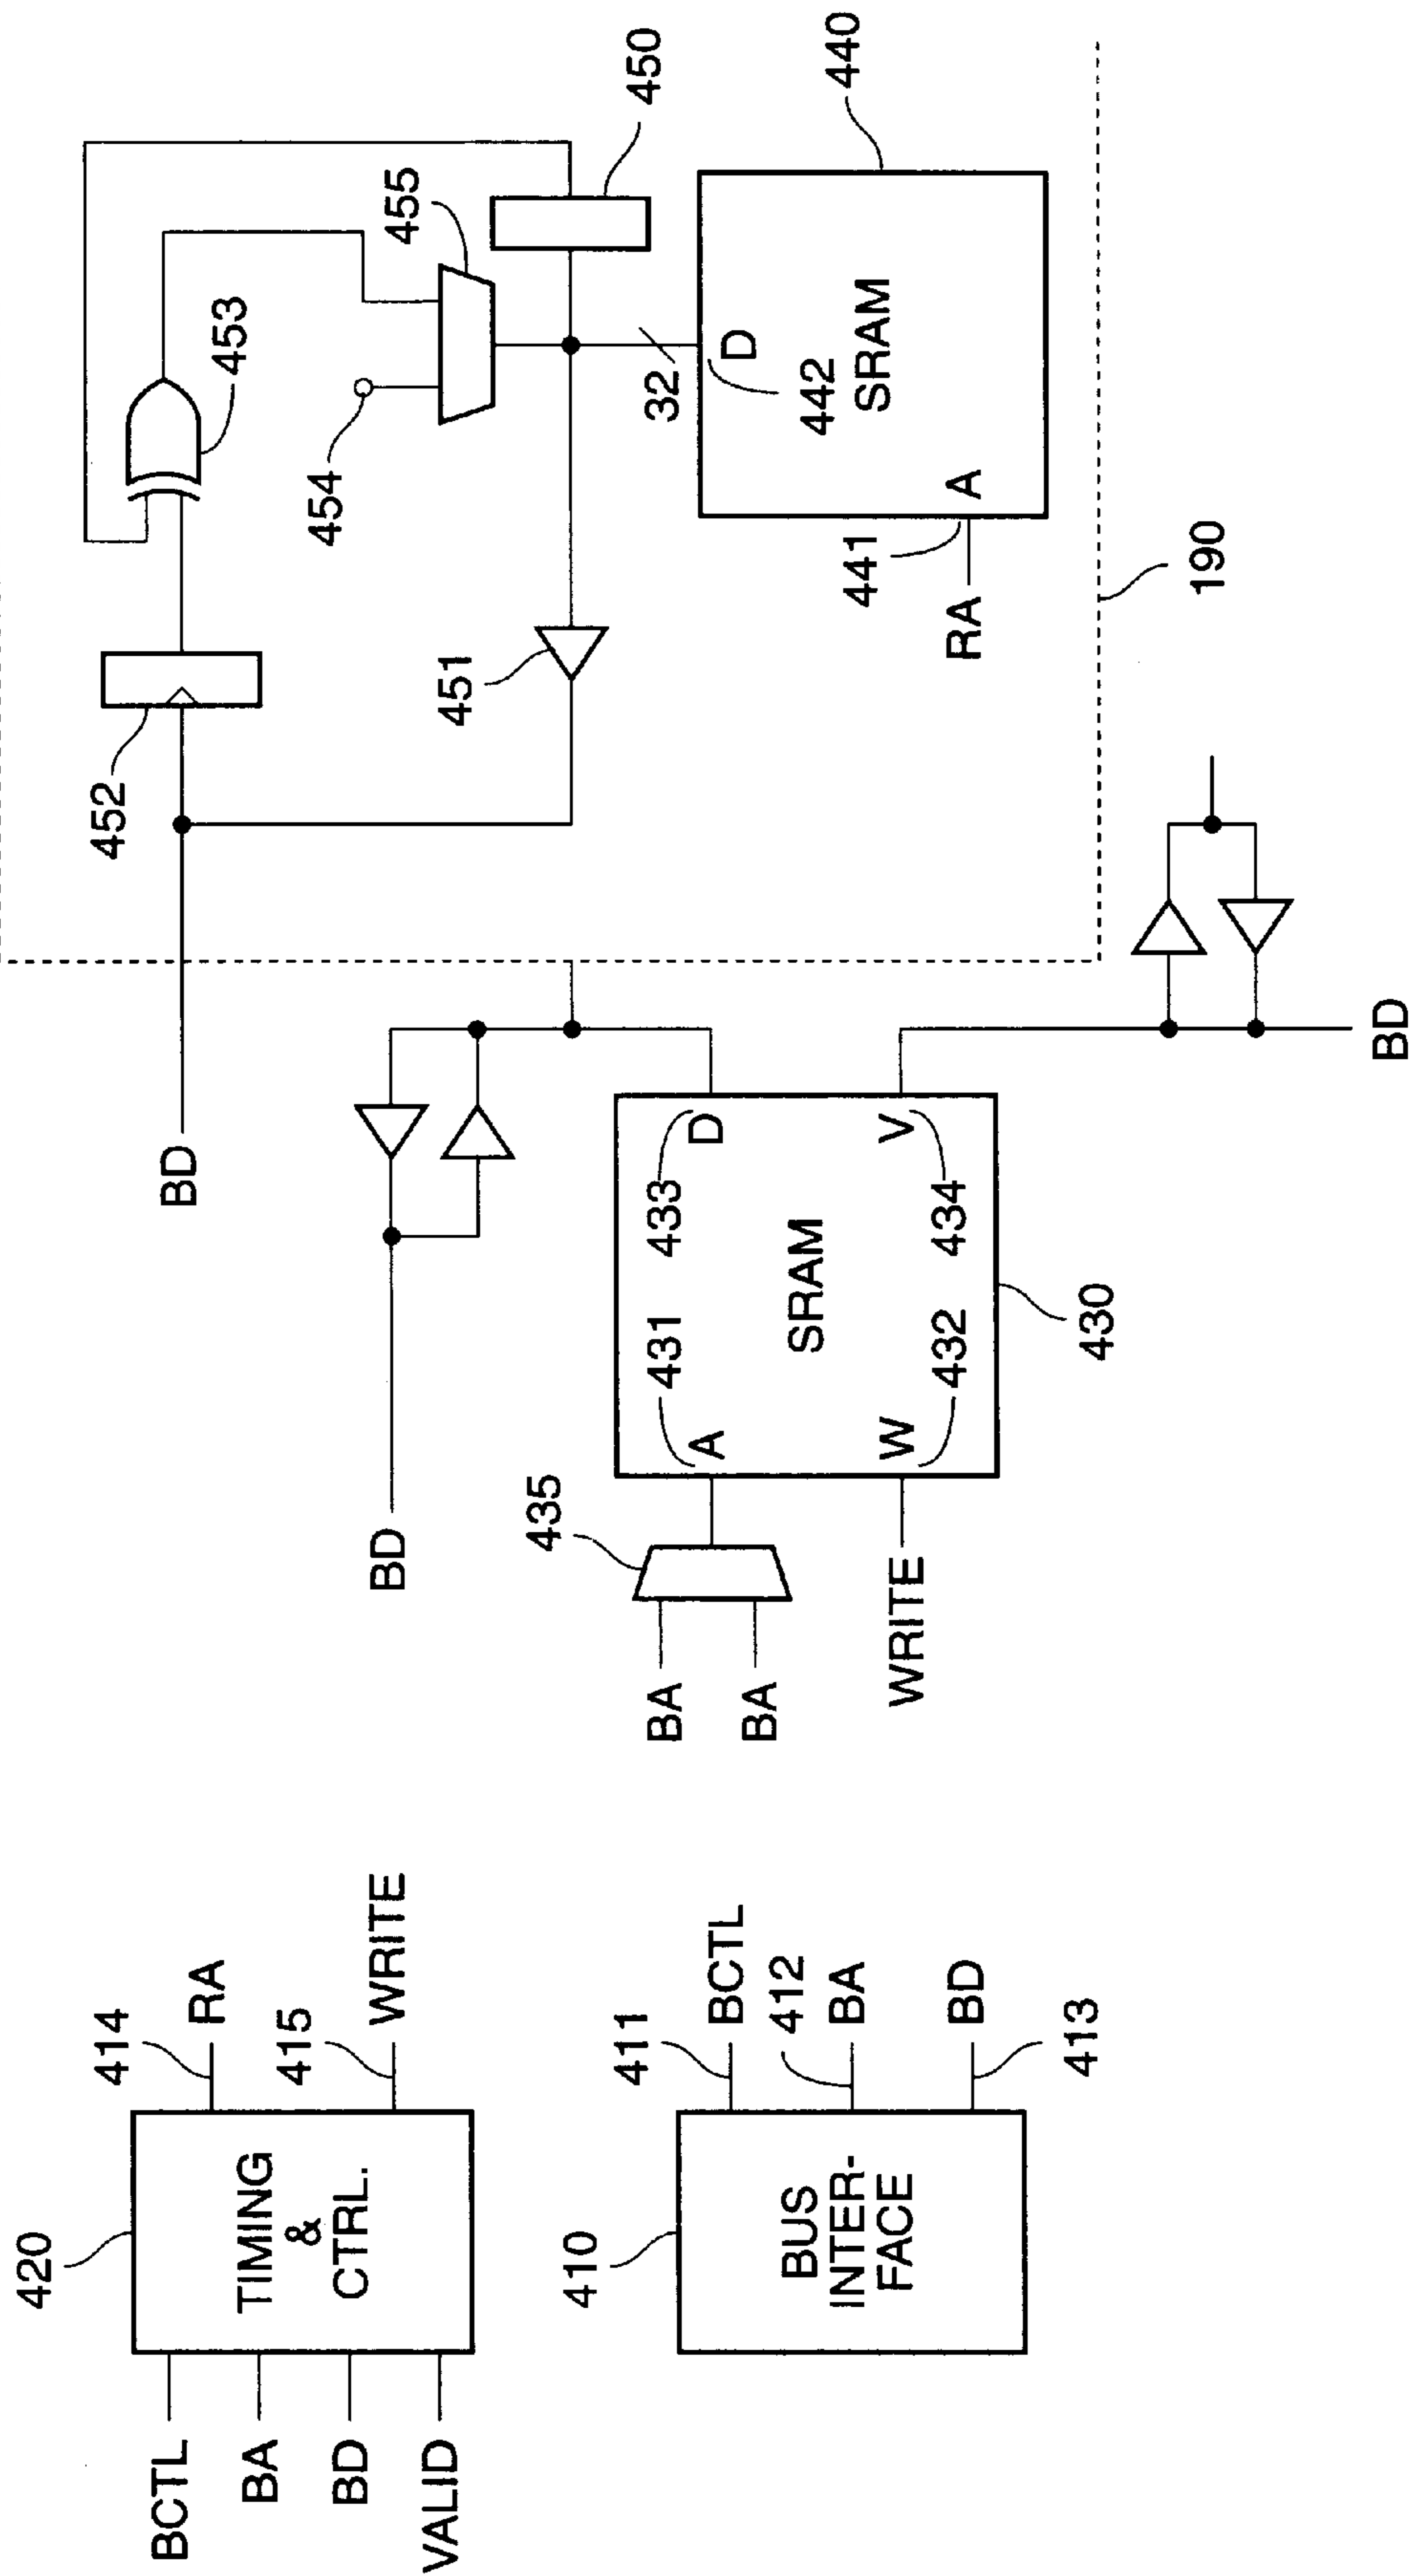 420
TIMING
&
CTRL.
BCTL
BA
BD
VALID
414
RA
415
WRITE
410
BUS
INTER-
FACE
411
BCTL
412
BA
BD
413
BD
BD
435
BA
BA
WRITE
431
A
433
D
SRAM
W
432
V
434
430
BD
452
453
454
455
450
451
32
D
442
SRAM
A
441
RA
440
190